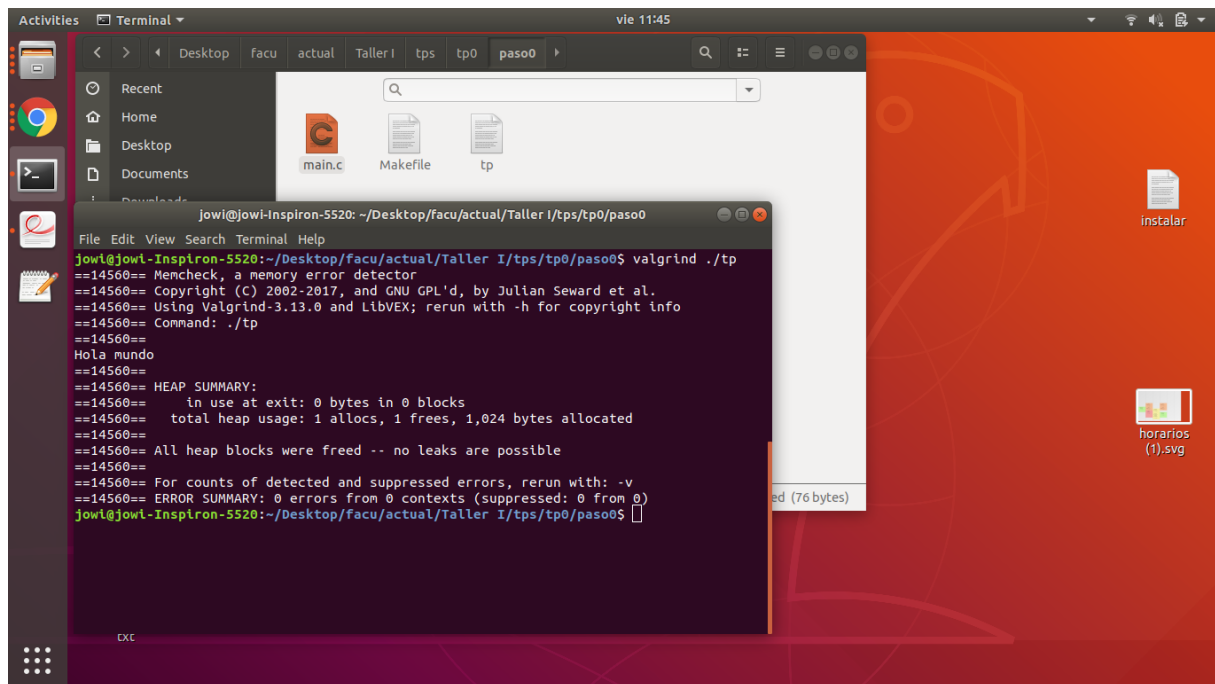 Activities Terminal vie 11:45
Desktop facu actual Taller I tps tp0 paso0
Recent
Home
Desktop
Documents
Downloads
main.c Makefile tp
instalar
horarios
(1).svg
jowi@jowi-Inspiron-5520: ~/Desktop/facu/actual/Taller I/tps/tp0/paso0
File Edit View Search Terminal Help
jowi@jowi-Inspiron-5520:~/Desktop/facu/actual/Taller I/tps/tp0/paso0$ valgrind ./tp
==14560== Memcheck, a memory error detector
==14560== Copyright (C) 2002-2017, and GNU GPL'd, by Julian Seward et al.
==14560== Using Valgrind-3.13.0 and LibVEX; rerun with -h for copyright info
==14560== Command: ./tp
==14560==
Hola mundo
==14560==
==14560== HEAP SUMMARY:
==14560==     in use at exit: 0 bytes in 0 blocks
==14560==   total heap usage: 1 allocs, 1 frees, 1,024 bytes allocated
==14560==
==14560== All heap blocks were freed -- no leaks are possible
==14560==
==14560== For counts of detected and suppressed errors, rerun with: -v
==14560== ERROR SUMMARY: 0 errors from 0 contexts (suppressed: 0 from 0)
jowi@jowi-Inspiron-5520:~/Desktop/facu/actual/Taller I/tps/tp0/paso0$
ed (76 bytes)
txt